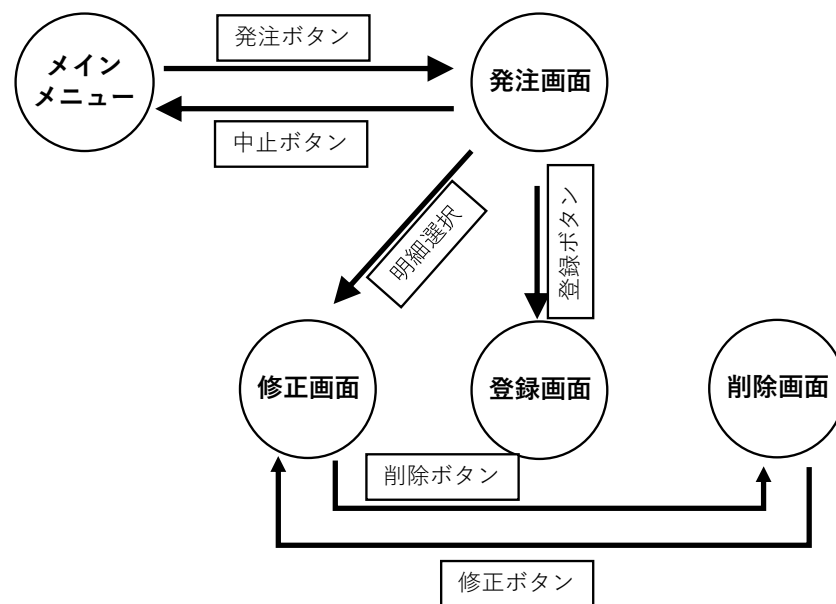 発注ボタン
メイン
メニュー
発注画面
中止ボタン
明細選択
登録ボタン
修正画面
登録画面
削除画面
削除ボタン
修正ボタン